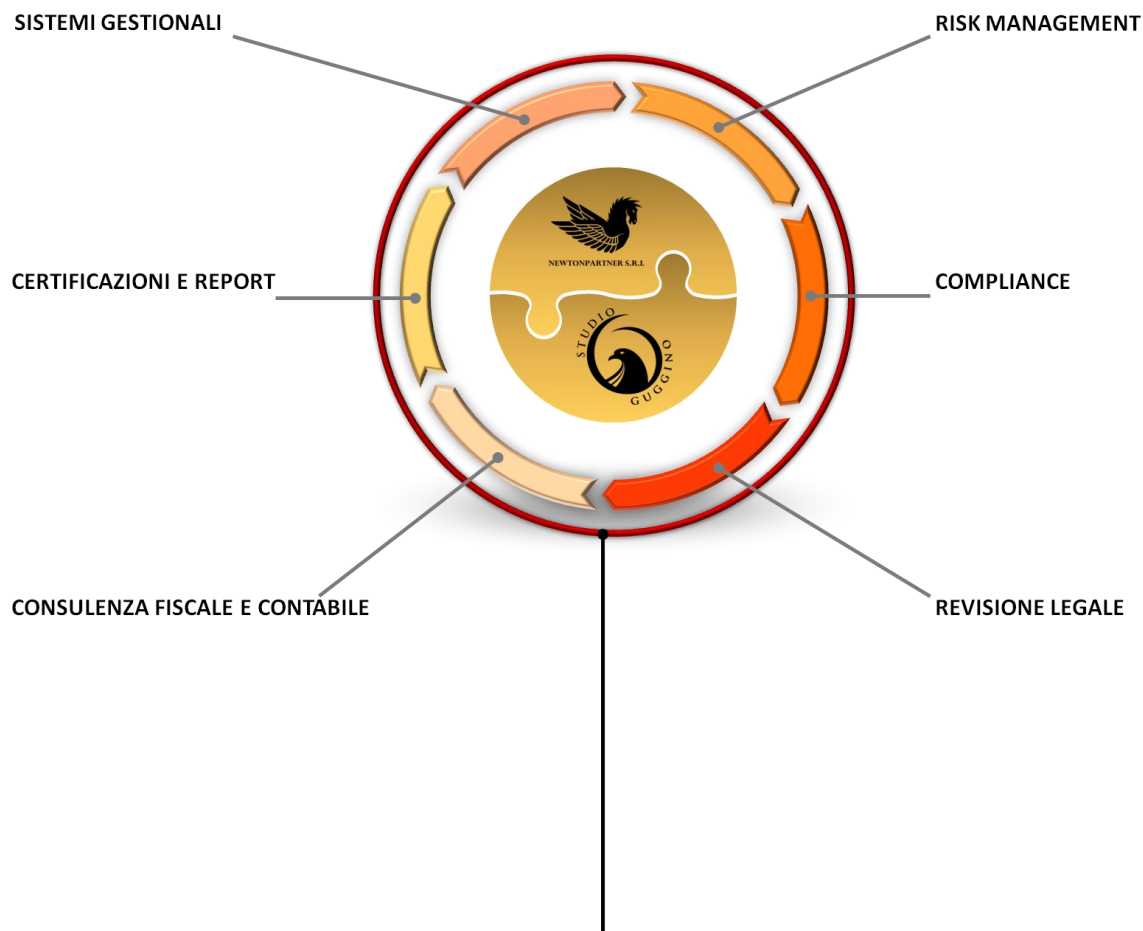 SISTEMI GESTIONALI
RISK MANAGEMENT
NEWTONPARTNER S.R.L
CERTIFICAZIONI E REPORT
COMPLIANCE
STUDIO
GUGGINO
CONSULENZA FISCALE E CONTABILE
REVISIONE LEGALE